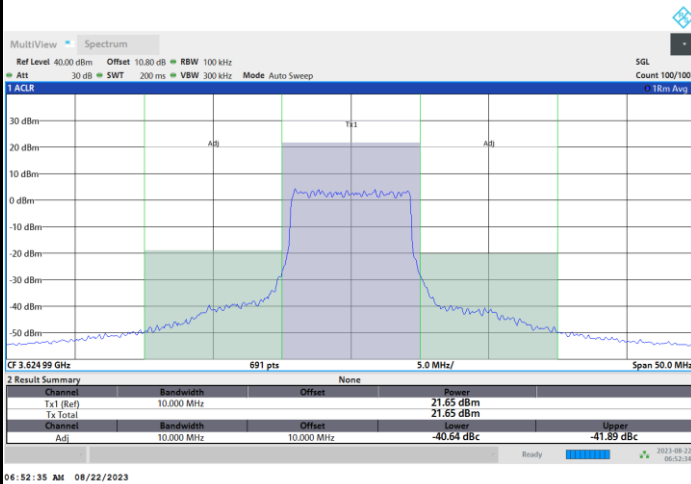 MultiView Spectrum
Ref Level 40.00 dBm Offset 10.80 dB RBW 100 kHz SGL
Att 30 dB SWT 200 ms VBW 300 kHz Mode Auto Sweep Count 100/100
1 ACLR 1Rm Avg
30 dBm
Tx1
20 dBm Adj Adj
10 dBm
0 dBm
-10 dBm
-20 dBm
-30 dBm
-40 dBm
-50 dBm
CF 3.624 99 GHz 691 pts 5.0 MHz/ Span 50.0 MHz
2 Result Summary None
Channel Bandwidth Offset Power
Tx1 (Ref) 10.000 MHz 21.65 dBm
Tx Total 21.65 dBm
Channel Bandwidth Offset Lower Upper
Adj 10.000 MHz 10.000 MHz -40.64 dBc -41.89 dBc
Ready 2023-08-22
06:52:34
06:52:35 AM 08/22/2023